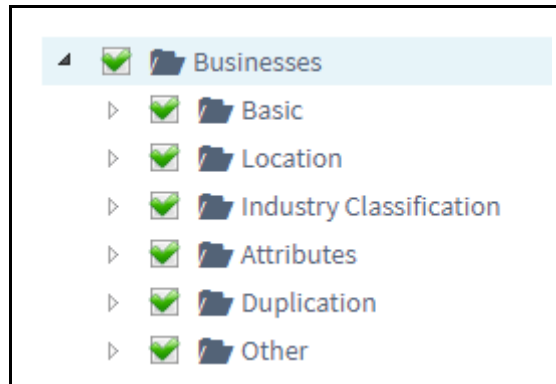 Businesses
Basic
Location
Industry Classification
Attributes
Duplication
Other